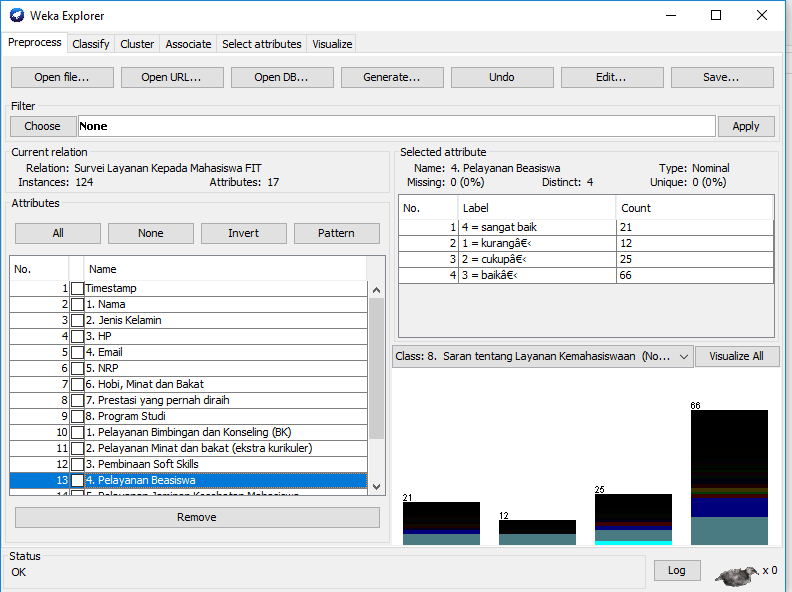 Weka Explorer
Preprocess Classify Cluster Associate Select attributes Visualize
Open file... Open URL... Open DB... Generate... Undo Edit... Save...
Filter
Choose None Apply
Current relation
Relation: Survei Layanan Kepada Mahasiswa FIT
Instances: 124 Attributes: 17
Attributes
All None Invert Pattern
No. Name
1 Timestamp
2 1. Nama
3 2. Jenis Kelamin
4 3. HP
5 4. Email
6 5. NRP
7 6. Hobi, Minat dan Bakat
8 7. Prestasi yang pernah diraih
9 8. Program Studi
10 1. Pelayanan Bimbingan dan Konseling (BK)
11 2. Pelayanan Minat dan bakat (ekstra kurikuler)
12 3. Pembinaan Soft Skills
13 4. Pelayanan Beasiswa
14 5. Pelayanan Jaminan Kesehatan Mahasiswa
Remove
Selected attribute
Name: 4. Pelayanan Beasiswa Type: Nominal
Missing: 0 (0%) Distinct: 4 Unique: 0 (0%)
No. Label Count
1 4 = sangat baik 21
2 1 = kurangâ€‹ 12
3 2 = cukupâ€‹ 25
4 3 = baikâ€‹ 66
Class: 8. Saran tentang Layanan Kemahasiswaan (No... Visualize All
21
12
25
66
Status
OK
Log x 0